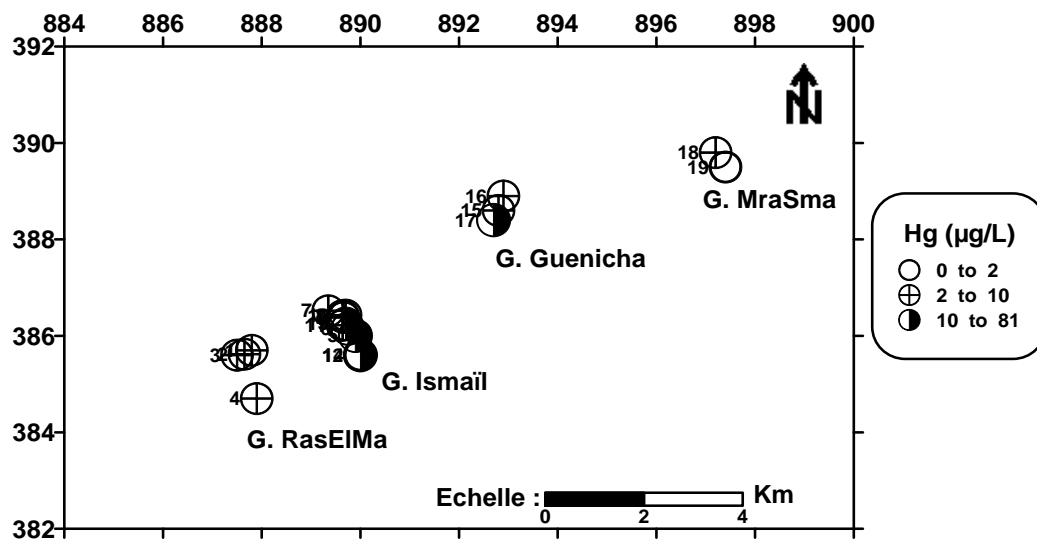 884 886 888 890 892 894 896 898 900
392
390
388
386
384
382
N
18
19
G. MraSma
16
15
17
G. Guenicha
7
3
4
G. Ismaïl
G. RasElMa
Hg (µg/L)
0 to 2
2 to 10
10 to 81
Echelle :
Km
0 2 4